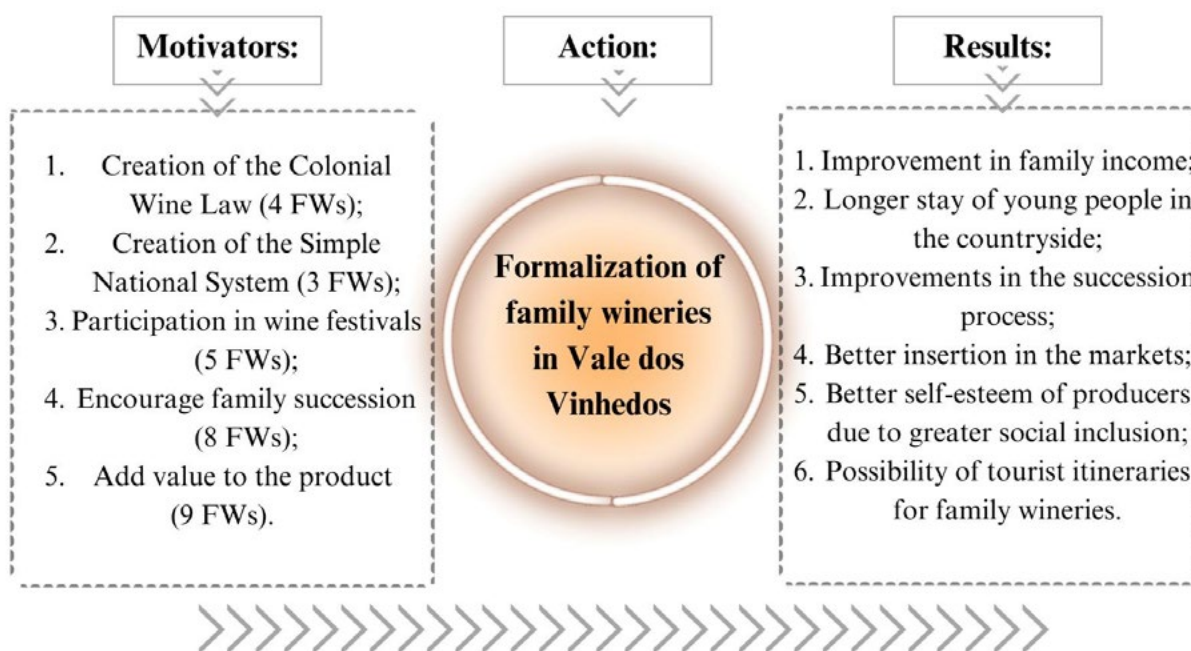 Motivators:
1. Creation of the Colonial
Wine Law (4 FWs);
2. Creation of the Simple
National System (3 FWs);
3. Participation in wine festivals
(5 FWs);
4. Encourage family succession
(8 FWs);
5. Add value to the product
(9 FWs).
Action:
Formalization of
family wineries
in Vale dos
Vinhedos
Results:
1. Improvement in family income;
2. Longer stay of young people in
the countryside;
3. Improvements in the succession
process;
4. Better insertion in the markets;
5. Better self-esteem of producers
due to greater social inclusion;
6. Possibility of tourist itineraries
for family wineries.